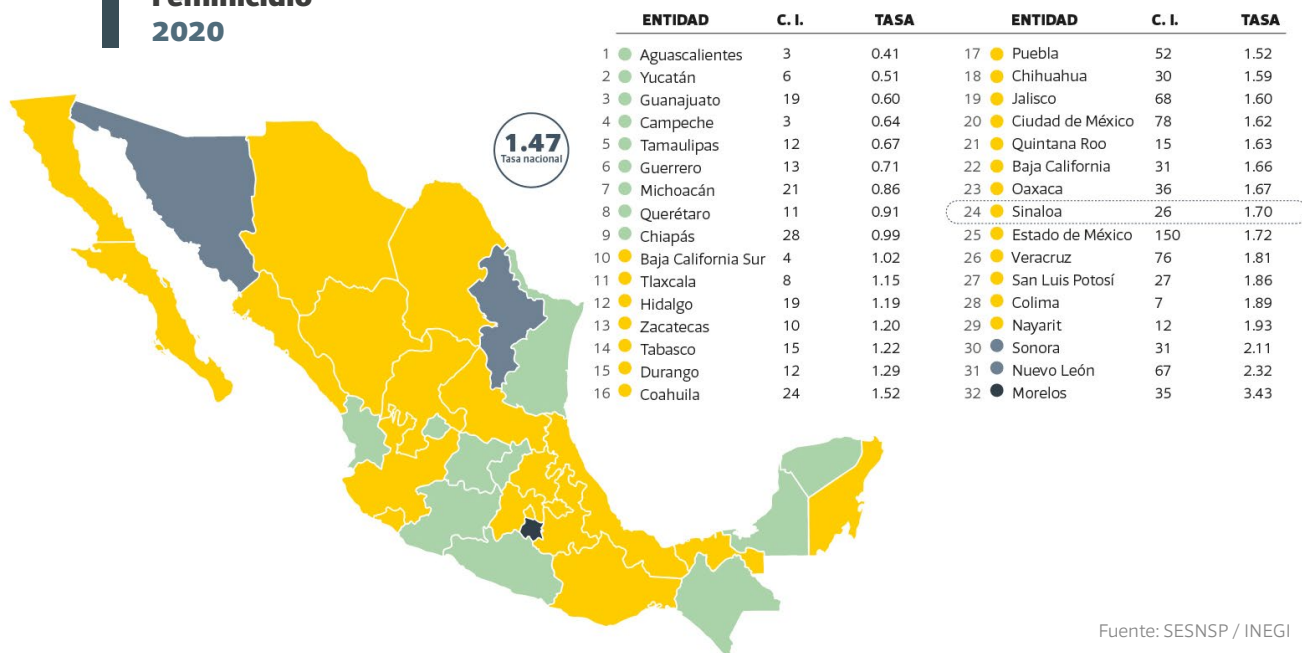 Feminicidio
2020
1.47
Tasa nacional
ENTIDAD C. I. TASA
1 Aguascalientes 3 0.41
2 Yucatán 6 0.51
3 Guanajuato 19 0.60
4 Campeche 3 0.64
5 Tamaulipas 12 0.67
6 Guerrero 13 0.71
7 Michoacán 21 0.86
8 Querétaro 11 0.91
9 Chiapás 28 0.99
10 Baja California Sur 4 1.02
11 Tlaxcala 8 1.15
12 Hidalgo 19 1.19
13 Zacatecas 10 1.20
14 Tabasco 15 1.22
15 Durango 12 1.29
16 Coahuila 24 1.52
ENTIDAD C. I. TASA
17 Puebla 52 1.52
18 Chihuahua 30 1.59
19 Jalisco 68 1.60
20 Ciudad de México 78 1.62
21 Quintana Roo 15 1.63
22 Baja California 31 1.66
23 Oaxaca 36 1.67
24 Sinaloa 26 1.70
25 Estado de México 150 1.72
26 Veracruz 76 1.81
27 San Luis Potosí 27 1.86
28 Colima 7 1.89
29 Nayarit 12 1.93
30 Sonora 31 2.11
31 Nuevo León 67 2.32
32 Morelos 35 3.43
Fuente: SESNSP / INEGI